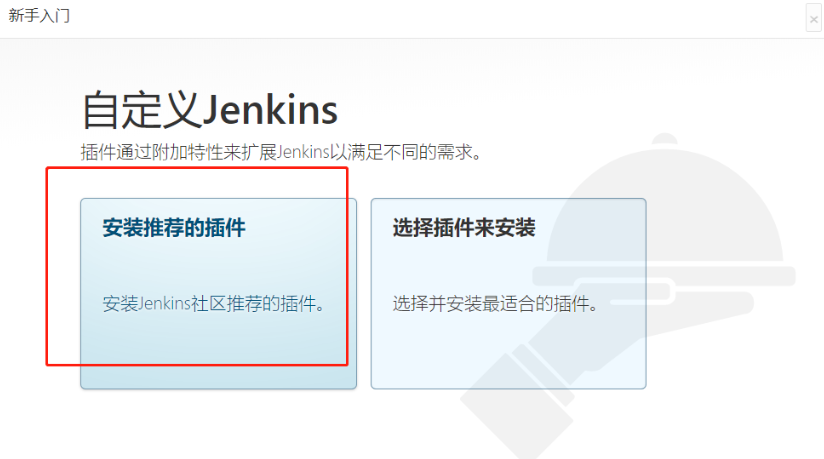 新手入门
×
自定义Jenkins
插件通过附加特性来扩展Jenkins以满足不同的需求。
安装推荐的插件
安装Jenkins社区推荐的插件。
选择插件来安装
选择并安装最适合的插件。